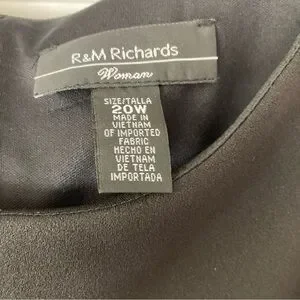 R&M Richards
Woman
SIZE/TALLA
20W
MADE IN
VIETNAM
OF IMPORTED
FABRIC
HECHO EN
VIETNAM
DE TELA
IMPORTADA